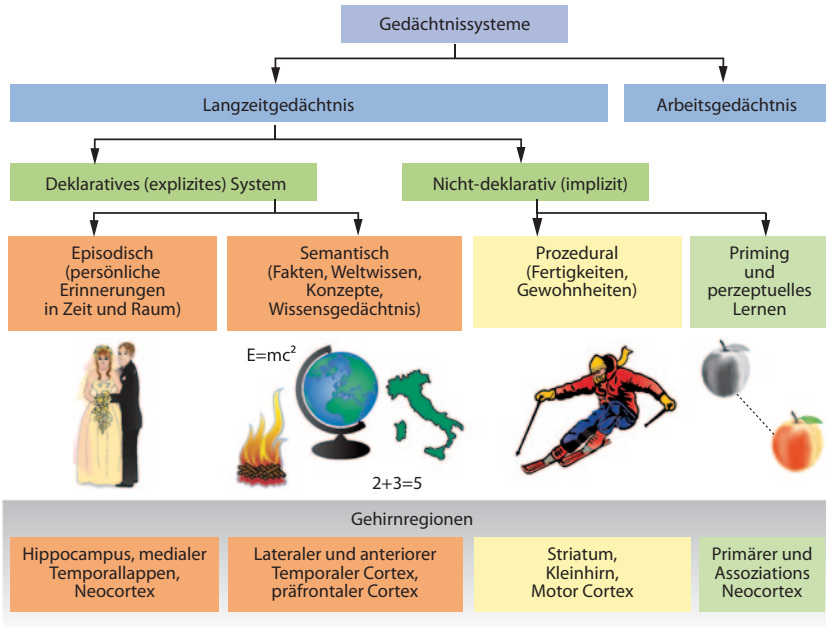 Gedächtnissysteme
Langzeitgedächtnis
Arbeitsgedächtnis
Deklaratives (explizites) System
Nicht-deklarativ (implizit)
Episodisch
(persönliche
Erinnerungen
in Zeit und Raum)
Semantisch
(Fakten, Weltwissen,
Konzepte,
Wissensgedächtnis)
Prozedural
(Fertigkeiten,
Gewohnheiten)
Priming
und
perzeptuelles
Lernen
E=mc²
2+3=5
Gehirnregionen
Hippocampus, medialer
Temporallappen,
Neocortex
Lateraler und anteriorer
Temporaler Cortex,
präfrontaler Cortex
Striatum,
Kleinhirn,
Motor Cortex
Primärer und
Assoziations
Neocortex